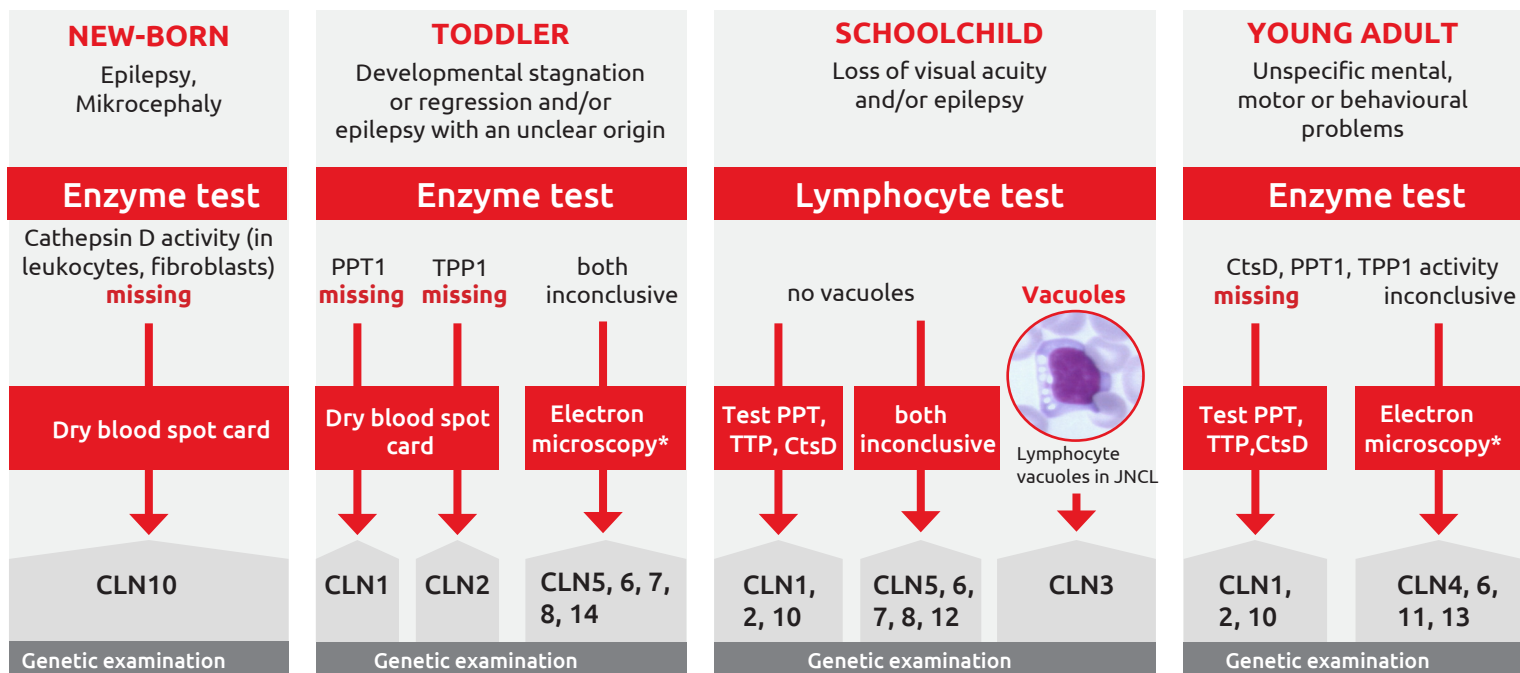 NEW-BORN
Epilepsy,
Mikrocephaly
Enzyme test
Cathepsin D activity (in
leukocytes, fibroblasts)
missing
Dry blood spot card
CLN10
Genetic examination
TODDLER
Developmental stagnation
or regression and/or
epilepsy with an unclear origin
Enzyme test
PPT1
missing
TPP1
missing
both
inconclusive
Dry blood spot
card
Electron
microscopy*
CLN1
CLN2
CLN5, 6, 7,
8, 14
Genetic examination
SCHOOLCHILD
Loss of visual acuity
and/or epilepsy
Lymphocyte test
no vacuoles
Vacuoles
Test PPT,
TTP, CtsD
both
inconclusive
Lymphocyte
vacuoles in JNCL
CLN1,
2, 10
CLN5, 6,
7, 8, 12
CLN3
Genetic examination
YOUNG ADULT
Unspecific mental,
motor or behavioural
problems
Enzyme test
CtsD, PPT1, TPP1 activity
missing
inconclusive
Test PPT,
TTP,CtsD
Electron
microscopy*
CLN1,
2, 10
CLN4, 6,
11, 13
Genetic examination